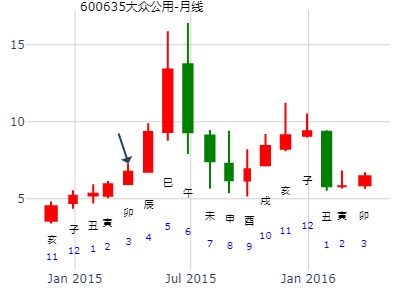 600635大众公用-月线
15
10
5
亥 子 丑 寅 卯 辰 巳 午 未 申 酉 戌 亥 子 丑 寅 卯
11 12 1 2 3 4 5 6 7 8 9 10 11 12 1 2 3
Jan 2015 Jul 2015 Jan 2016